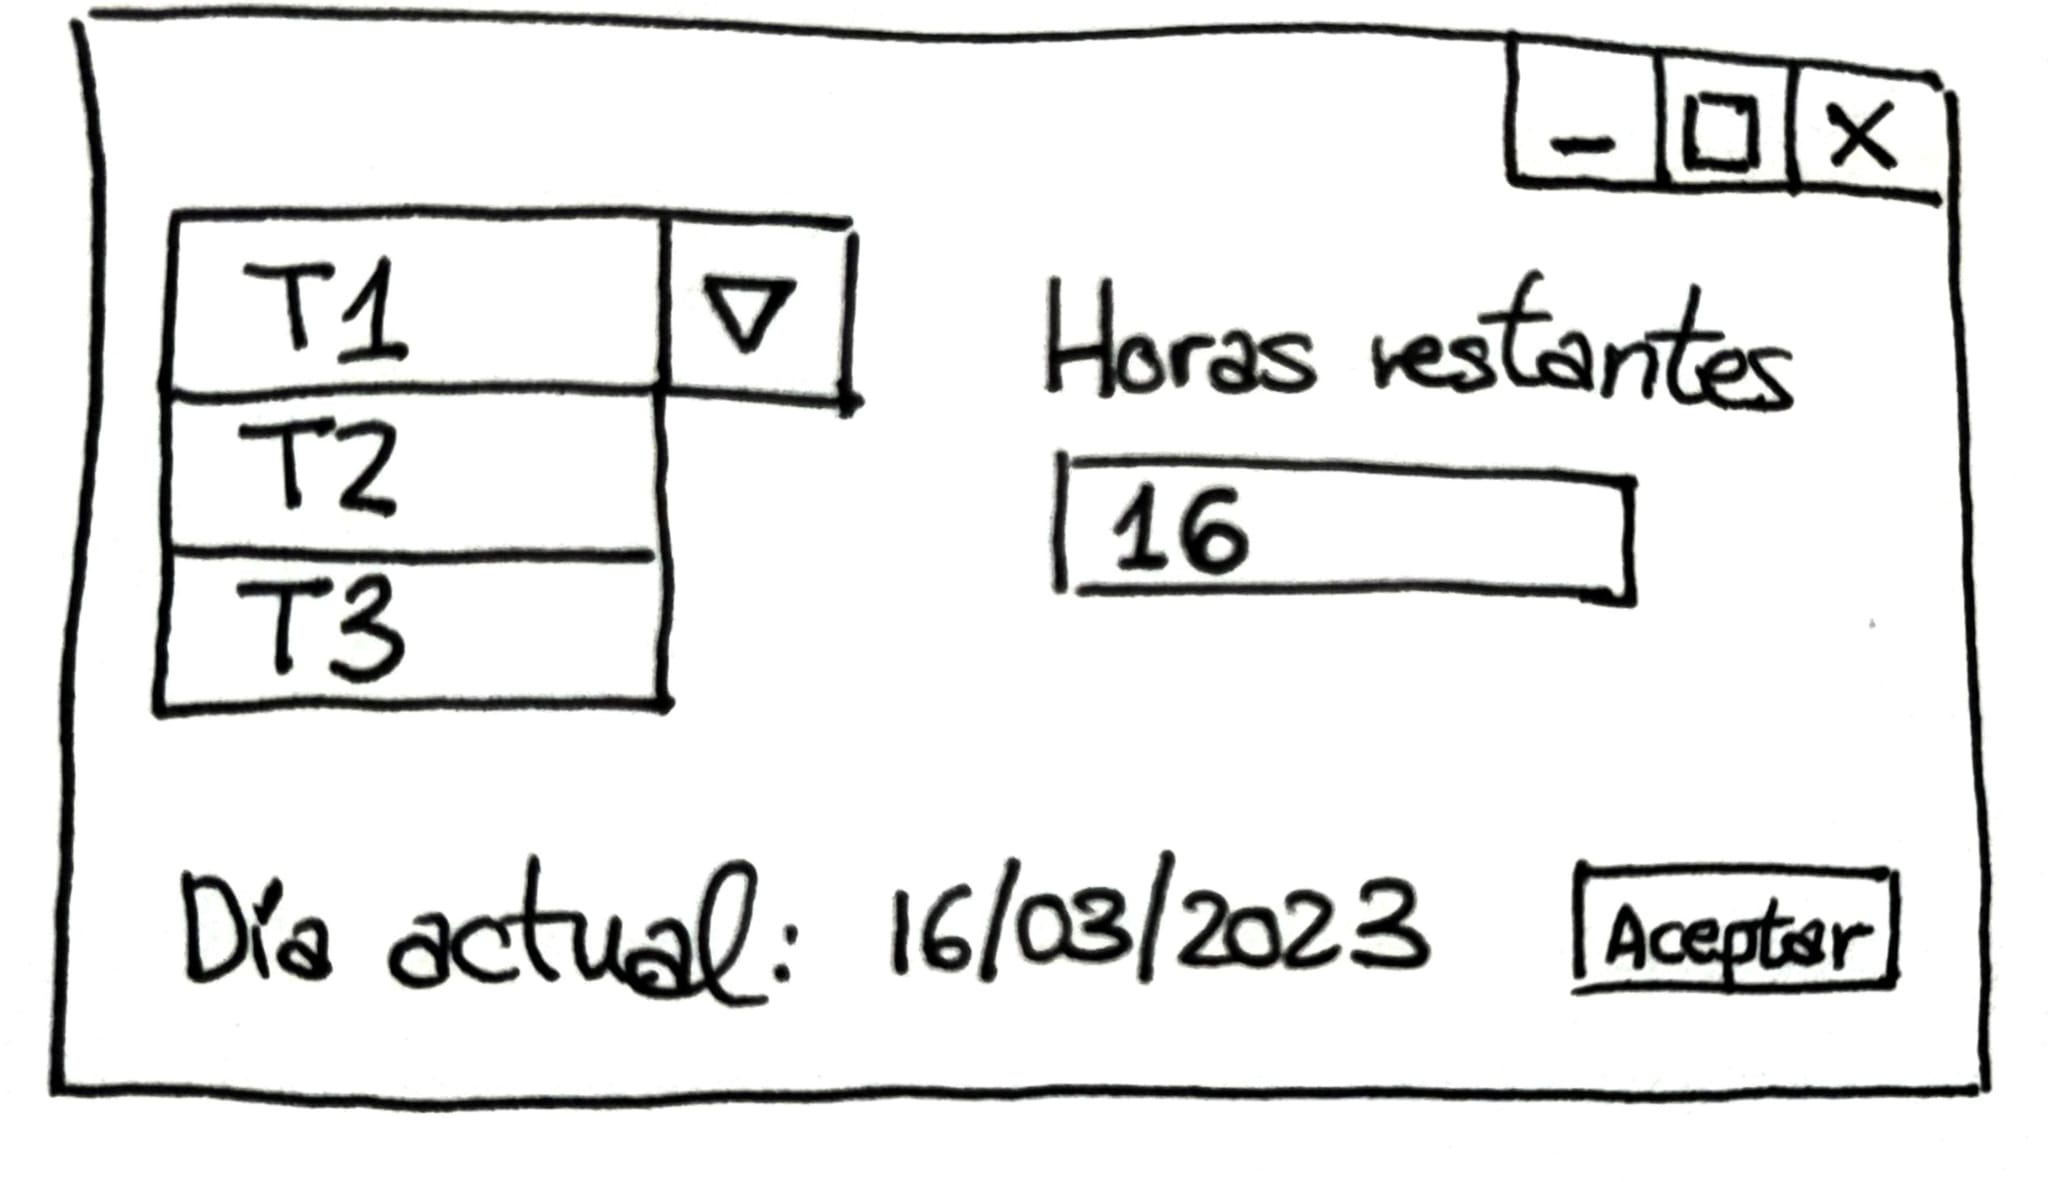 T1
Horas restantes
T2
16
T3
Día actual: 16/03/2023
Aceptar